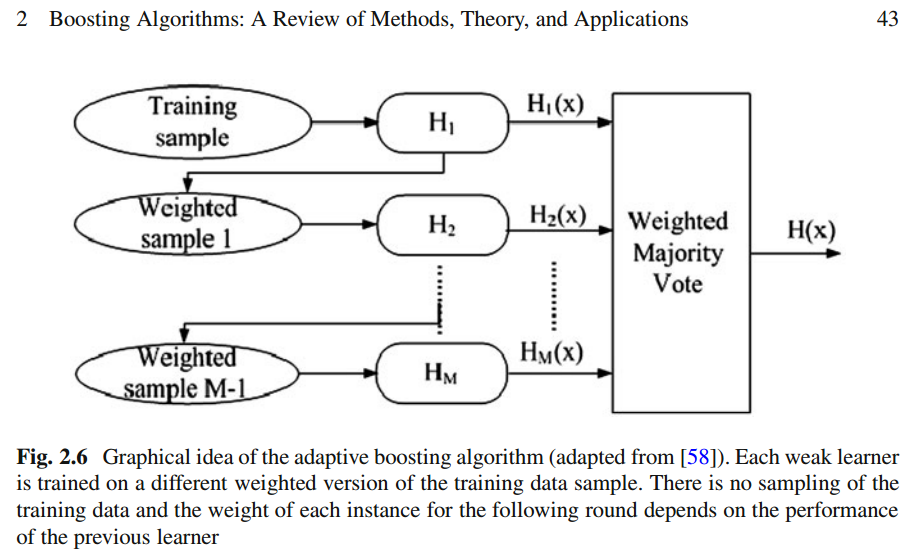 2 Boosting Algorithms: A Review of Methods, Theory, and Applications 43
Training
sample
H₁
H₁(x)
Weighted
sample 1
H₂
H₂(x)
Weighted
Majority
Vote
H(x)
Weighted
sample M-1
H_M
H_M(x)
Fig. 2.6 Graphical idea of the adaptive boosting algorithm (adapted from [58]). Each weak learner
is trained on a different weighted version of the training data sample. There is no sampling of the
training data and the weight of each instance for the following round depends on the performance
of the previous learner